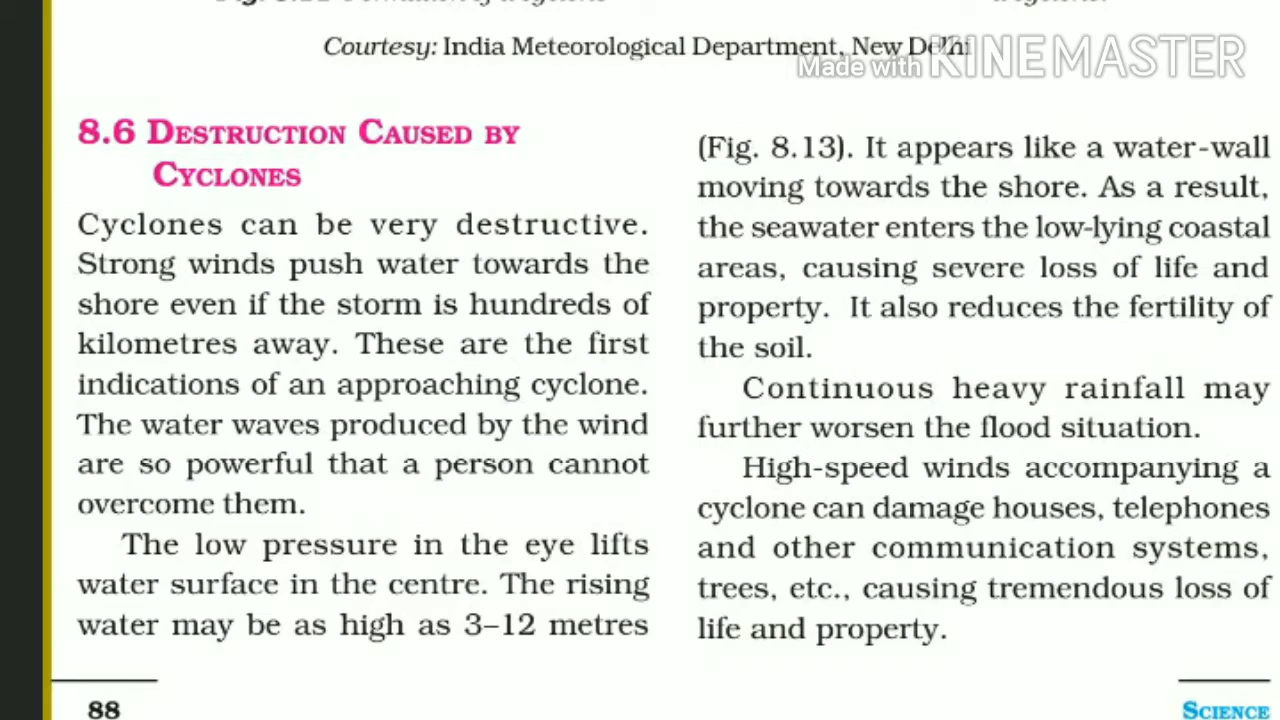 Courtesy: India Meteorological Department, New Delhi
Made with KINEMASTER
8.6 DESTRUCTION CAUSED BY
CYCLONES
Cyclones can be very destructive.
Strong winds push water towards the
shore even if the storm is hundreds of
kilometres away. These are the first
indications of an approaching cyclone.
The water waves produced by the wind
are so powerful that a person cannot
overcome them.
The low pressure in the eye lifts
water surface in the centre. The rising
water may be as high as 3–12 metres
(Fig. 8.13). It appears like a water-wall
moving towards the shore. As a result,
the seawater enters the low-lying coastal
areas, causing severe loss of life and
property. It also reduces the fertility of
the soil.
Continuous heavy rainfall may
further worsen the flood situation.
High-speed winds accompanying a
cyclone can damage houses, telephones
and other communication systems,
trees, etc., causing tremendous loss of
life and property.
88
SCIENCE